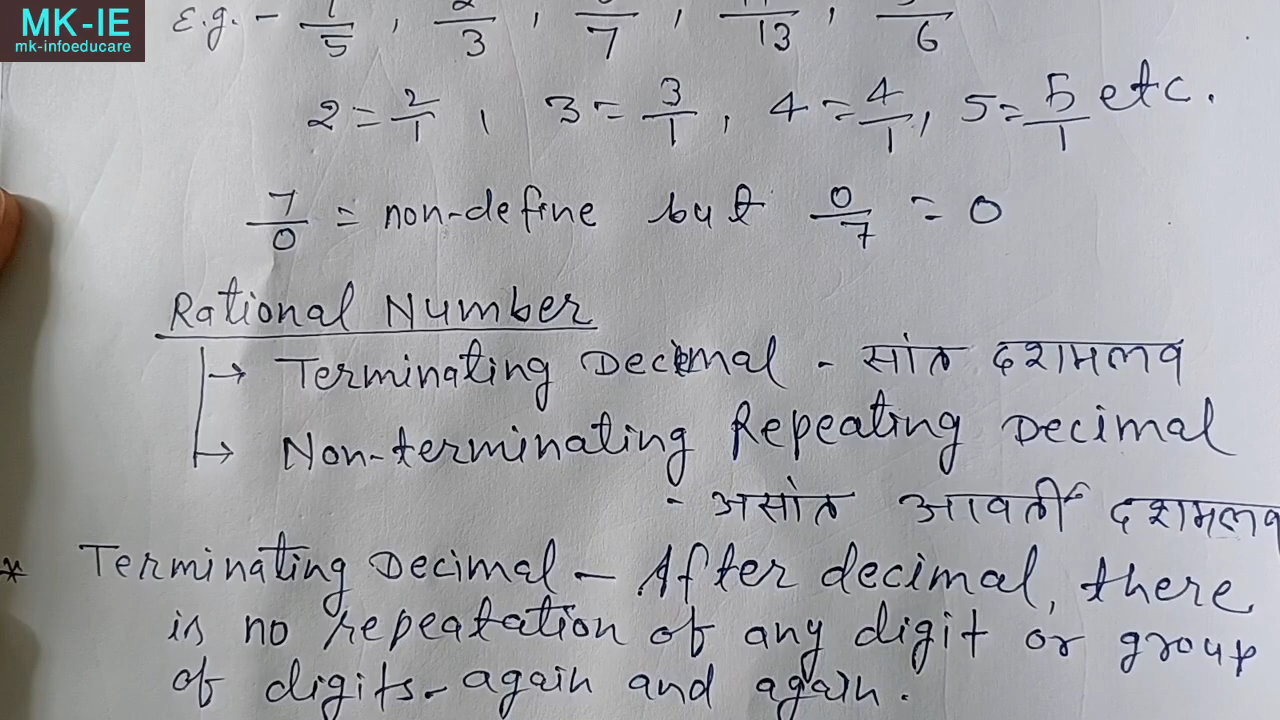 MK-IE
mk-infoeducare
E.g. - /5, 2/3, /7, /13, /6
2 = 2/1, 3 = 3/1, 4 = 4/1, 5 = 5/1 etc.
7/0 = non-define but 0/7 = 0
Rational Number
→ Terminating Decimal - सांत दशमलव
→ Non-terminating Repeating Decimal
- असांत आवर्ती दशमलव
* Terminating Decimal - After decimal, there
is no repeatation of any digit or group
of digits - again and again.